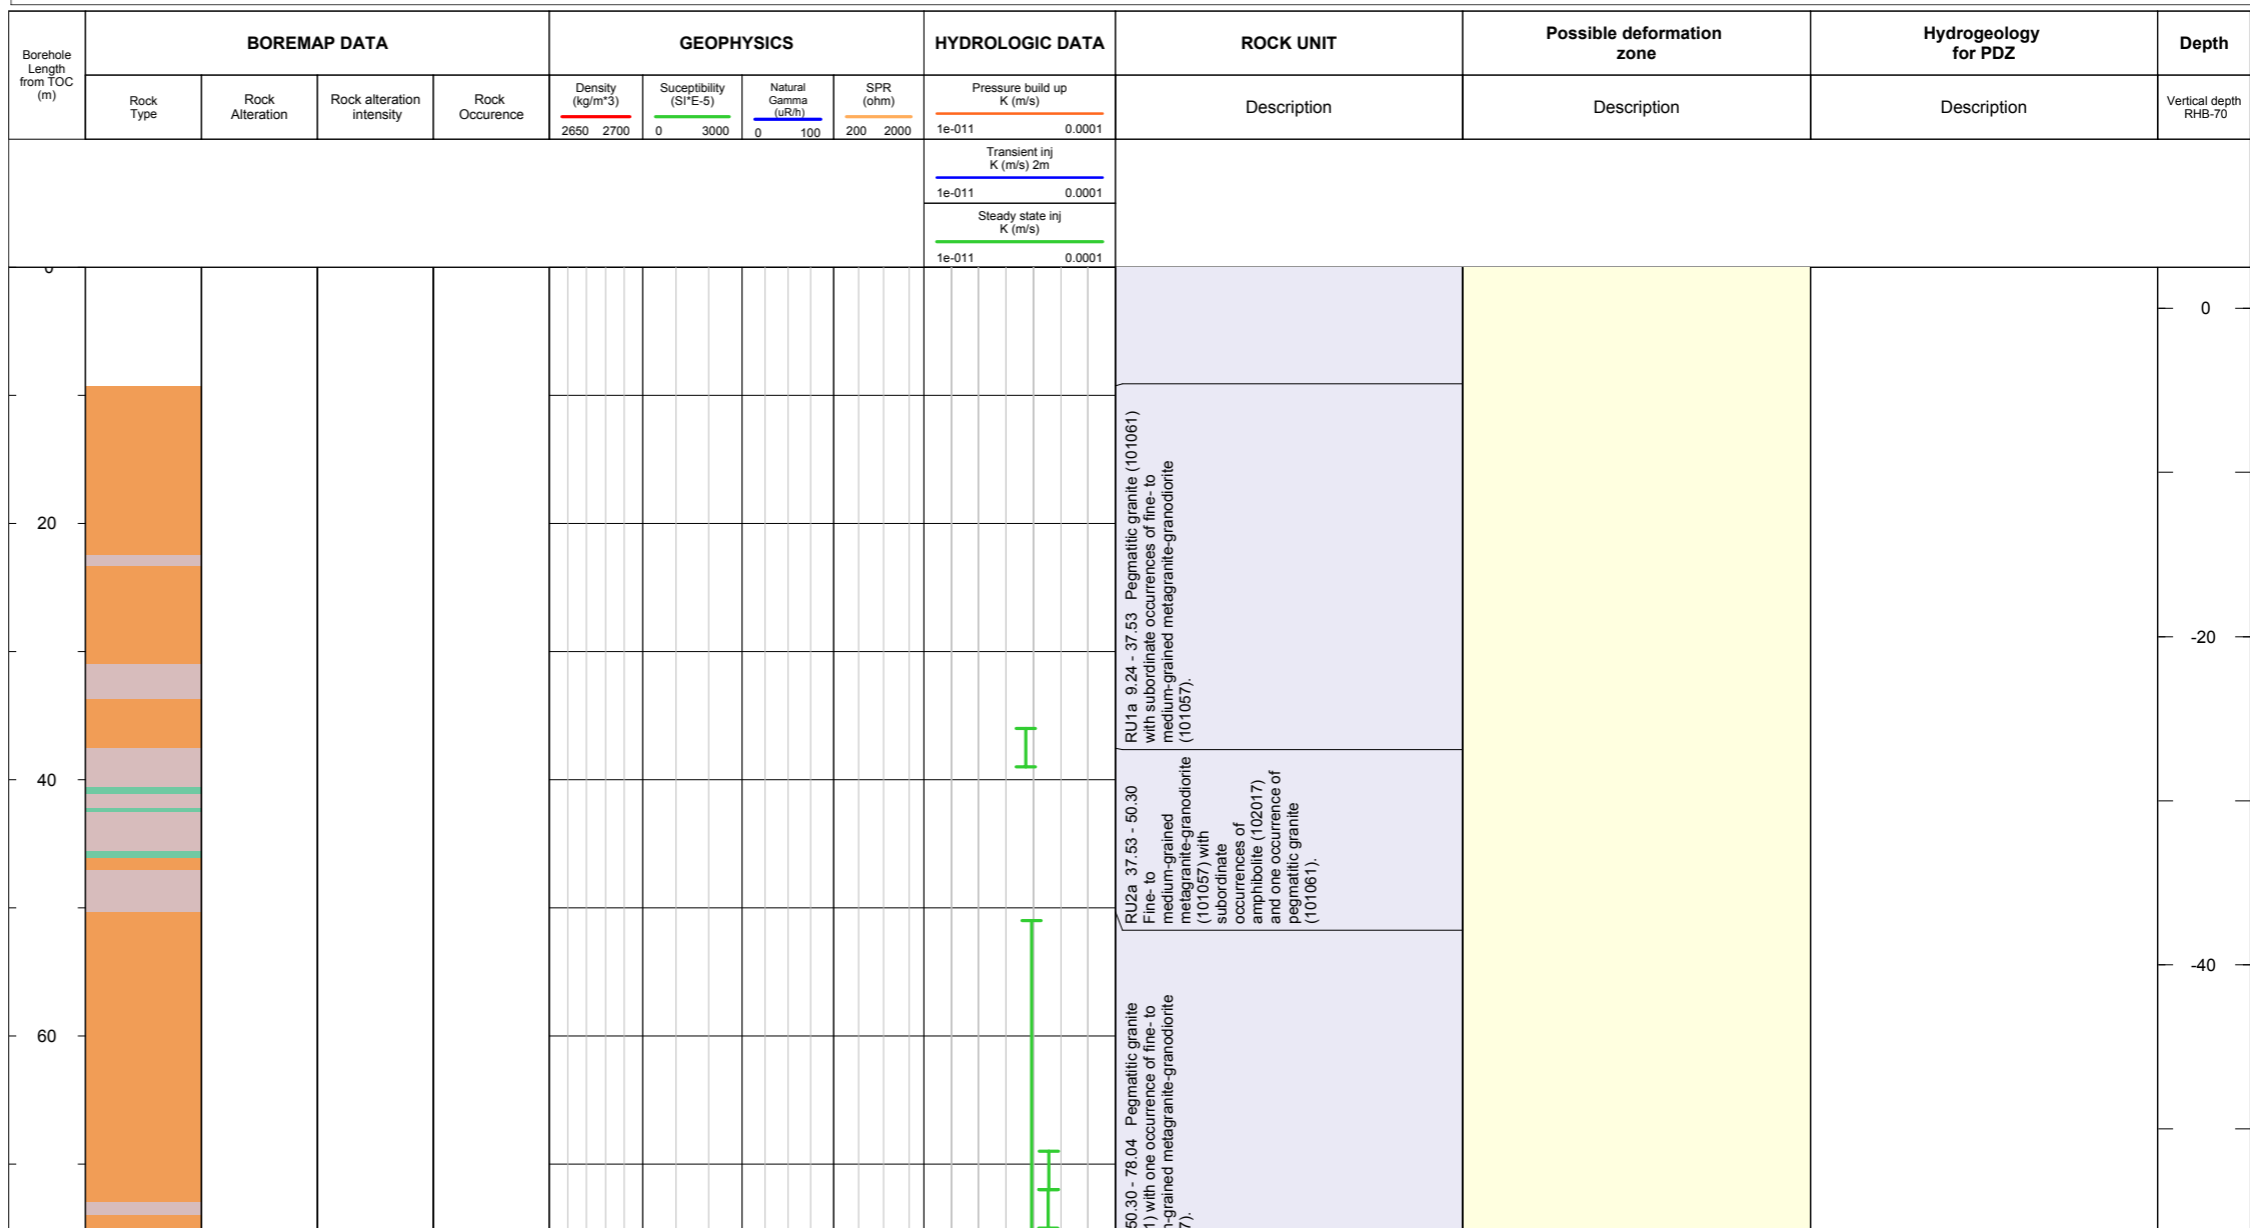 Borehole
Length
from TOC
(m)
BOREMAP DATA
GEOPHYSICS
HYDROLOGIC DATA
ROCK UNIT
Possible deformation
zone
Hydrogeology
for PDZ
Depth
Rock
Type
Rock
Alteration
Rock alteration
intensity
Rock
Occurence
Density
(kg/m*3)
2650 2700
Suceptibility
(SI*E-5)
0 3000
Natural
Gamma
(uR/h)
0 100
SPR
(ohm)
200 2000
Pressure build up
K (m/s)
1e-011 0.0001
Description
Description
Description
Vertical depth
RHB-70
Transient inj
K (m/s) 2m
1e-011 0.0001
Steady state inj
K (m/s)
1e-011 0.0001
0
20
40
60
RU1a 9.24 - 37.53 Pegmatitic granite (101061)
with subordinate occurrences of fine- to
medium-grained metagranite-granodiorite
(101057).
RU2a 37.53 - 50.30
Fine- to
medium-grained
metagranite-granodiorite
(101057) with
subordinate
occurrences of
amphibolite (102017)
and one occurrence of
pegmatitic granite
(101061).
50.30 - 78.04 Pegmatitic granite
1) with one occurrence of fine- to
-grained metagranite-granodiorite
7).
0
-20
-40